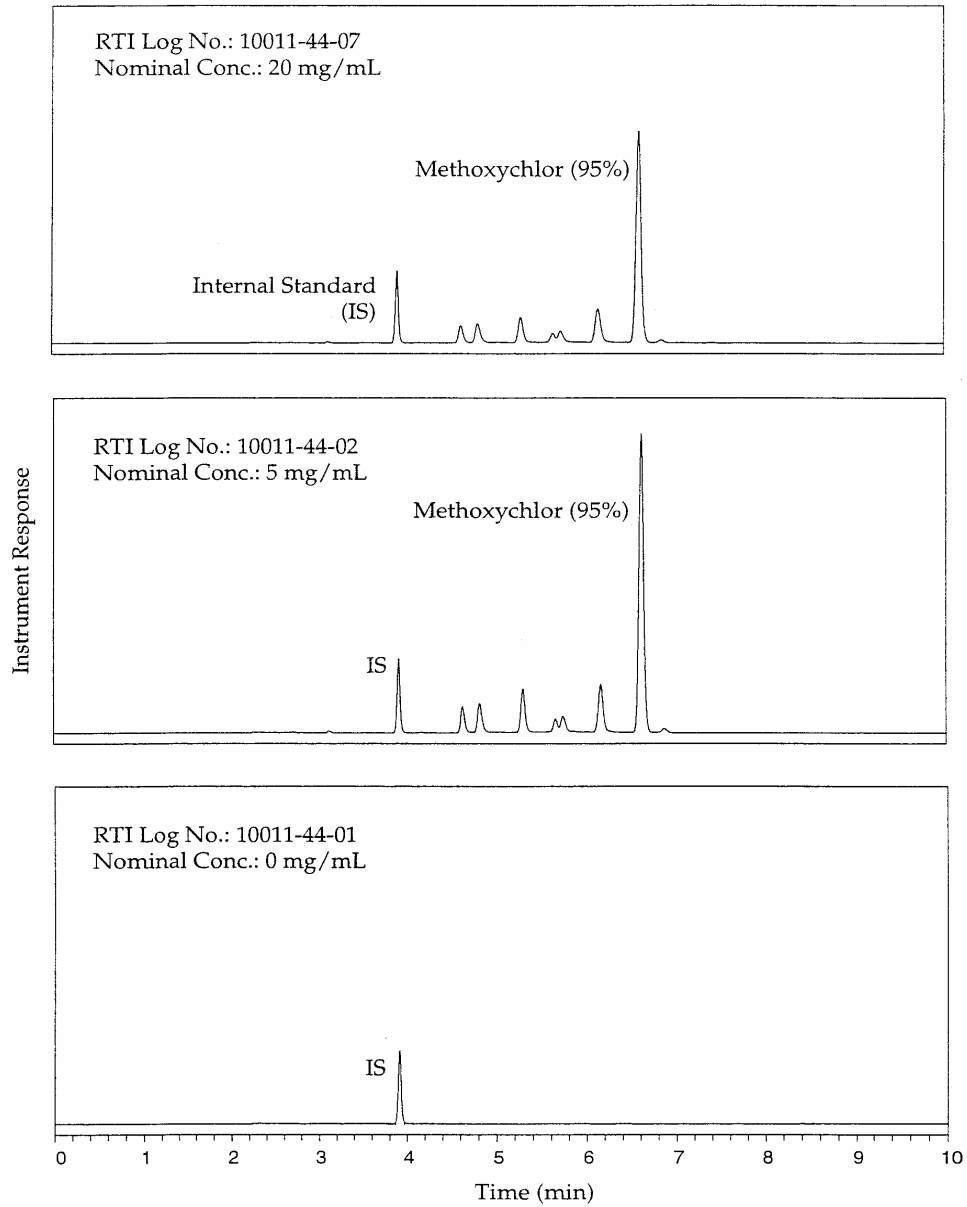 RTI Log No.: 10011-44-07
Nominal Conc.: 20 mg/mL
Methoxychlor (95%)
Internal Standard
(IS)
RTI Log No.: 10011-44-02
Nominal Conc.: 5 mg/mL
Methoxychlor (95%)
IS
Instrument Response
RTI Log No.: 10011-44-01
Nominal Conc.: 0 mg/mL
IS
0 1 2 3 4 5 6 7 8 9 10
Time (min)